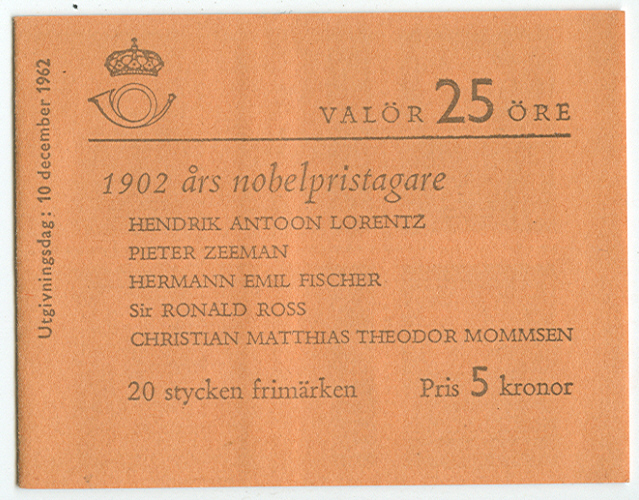 Utgivningsdag: 10 december 1962
VALÖR 25 ÖRE
1902 års nobelpristagare
HENDRIK ANTOON LORENTZ
PIETER ZEEMAN
HERMANN EMIL FISCHER
Sir RONALD ROSS
CHRISTIAN MATTHIAS THEODOR MOMMSEN
20 stycken frimärken Pris 5 kronor